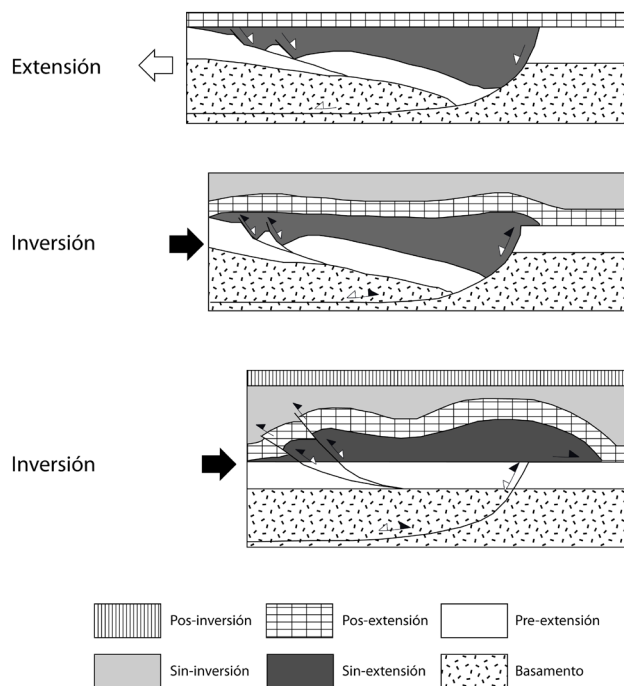 Extensión
Inversión
Inversión
Pos-inversión
Pos-extensión
Pre-extensión
Sin-inversión
Sin-extensión
Basamento